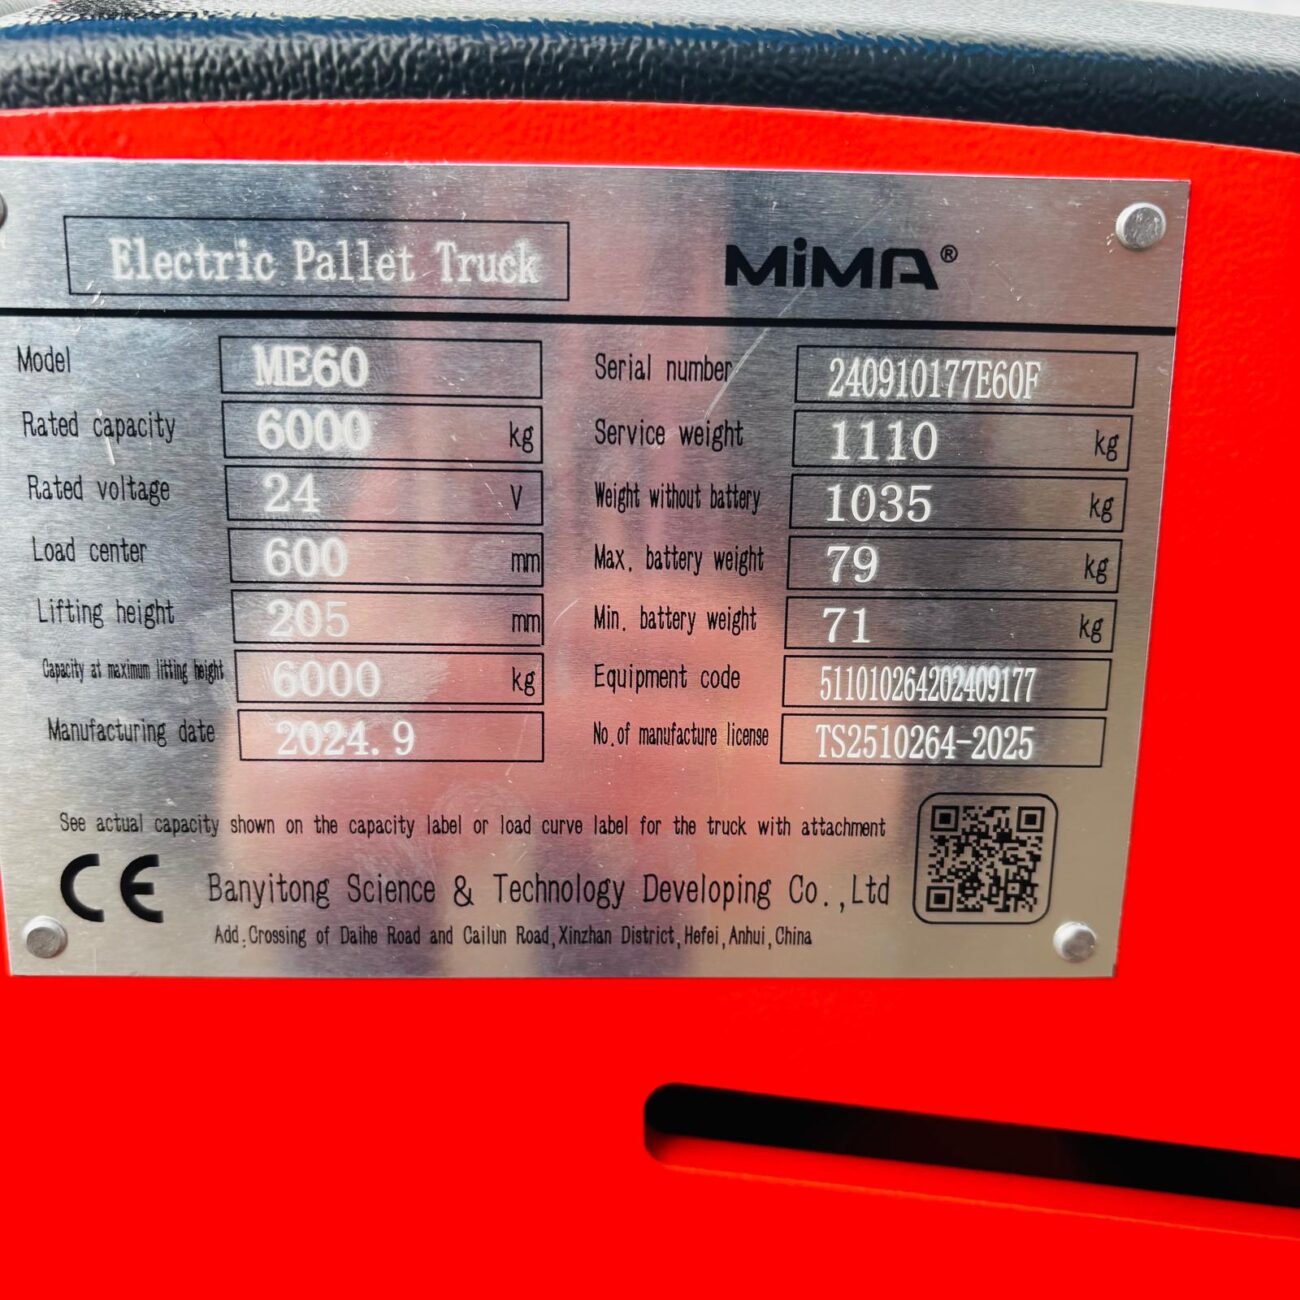 Electric Pallet Truck
MiMA®
Model ME60
Rated capacity 6000 kg
Rated voltage 24 V
Load center 600 mm
Lifting height 205 mm
Capacity at maximum litting height 6000 kg
Manufacturing date 2024.9
Serial number 240910177E60F
Service weight 1110 kg
Weight without battery 1035 kg
Max. battery weight 79 kg
Min. battery weight 71 kg
Equipment code 511010264202409177
No.of manufacture license TS2510264-2025
See actual capacity shown on the capacity label or load curve label for the truck with attachment
CE
Banyitong Science & Technology Developing Co.,Ltd
Add:Crossing of Daihe Road and Cailun Road,Xinzhan District,Hefei,Anhui,China